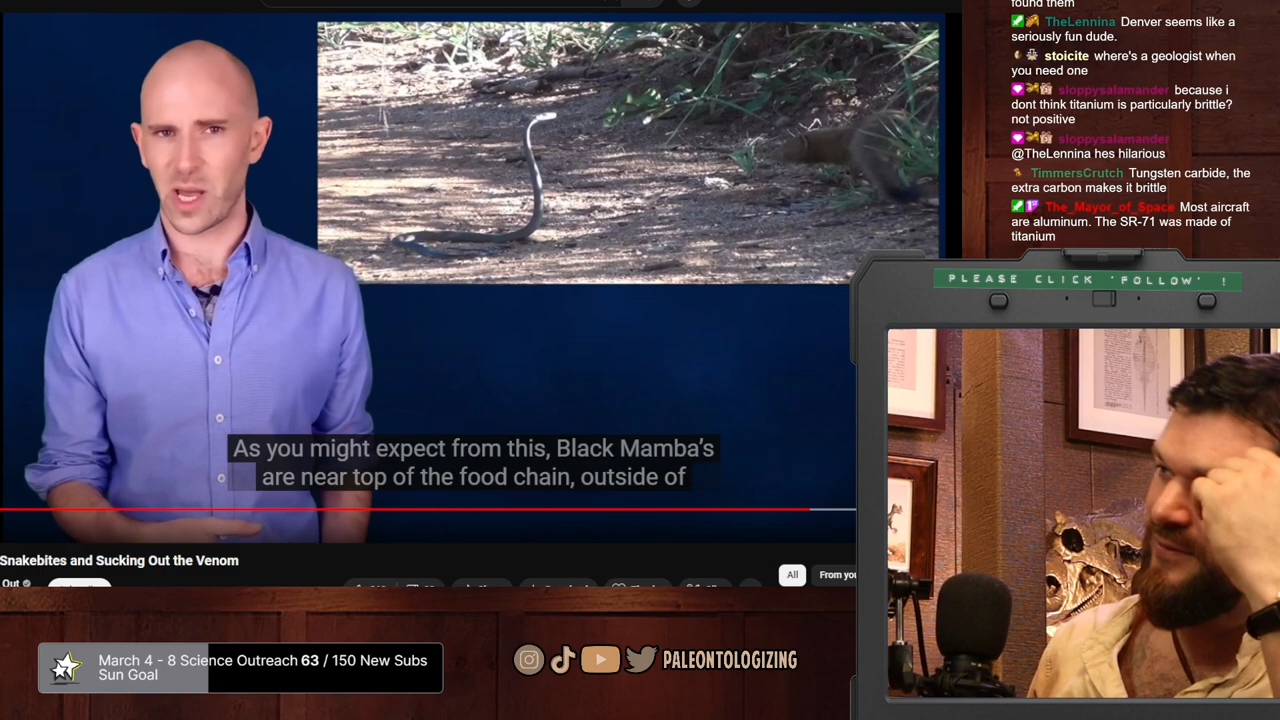 found them
TheLennina Denver seems like a
seriously fun dude.
stoicite where's a geologist when
you need one
sloppysalamander because i
dont think titanium is particularly brittle?
not positive
sloppysalamander
@TheLennina hes hilarious
TimmersCrutch Tungsten carbide, the
extra carbon makes it brittle
The_Mayor_of_Space Most aircraft
are aluminum. The SR-71 was made of
titanium
PLEASE CLICK 'FOLLOW' !
As you might expect from this, Black Mamba's
are near top of the food chain, outside of
Snakebites and Sucking Out the Venom
Out
All
From you
March 4 - 8 Science Outreach 63 / 150 New Subs
Sun Goal
PALEONTOLOGIZING